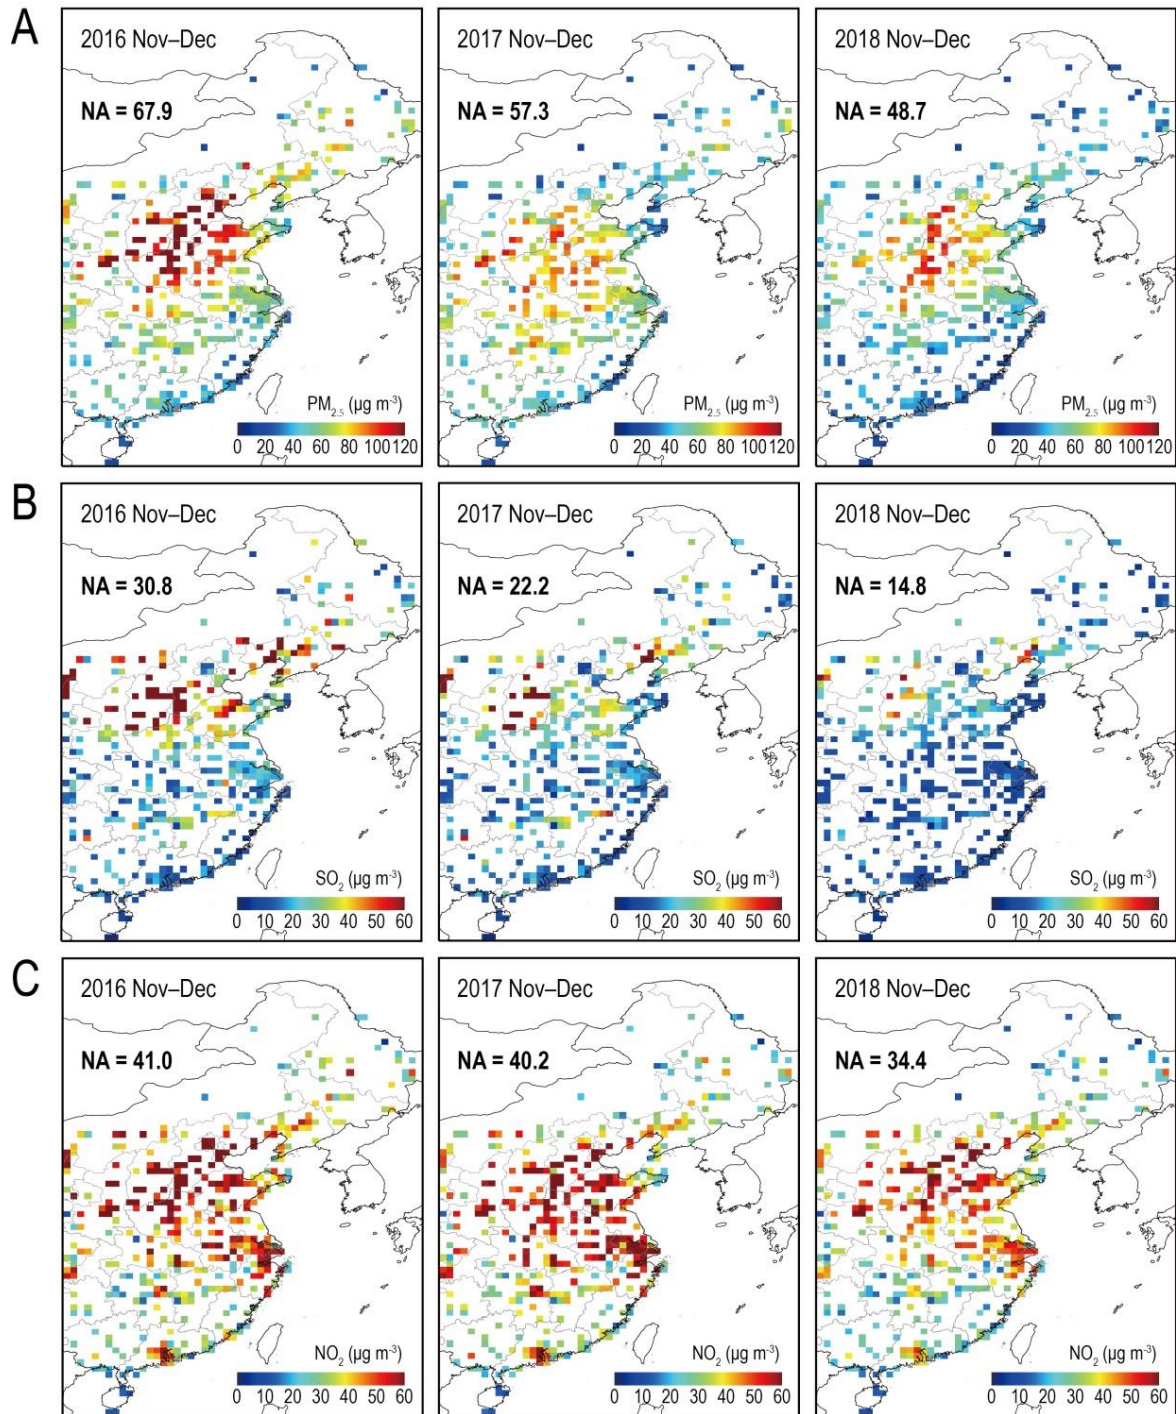 A
2016 Nov–Dec
NA = 67.9
PM2.5 (µg m-3)
0 20 40 60 80 100 120
2017 Nov–Dec
NA = 57.3
PM2.5 (µg m-3)
0 20 40 60 80 100 120
2018 Nov–Dec
NA = 48.7
PM2.5 (µg m-3)
0 20 40 60 80 100 120
B
2016 Nov–Dec
NA = 30.8
SO2 (µg m-3)
0 10 20 30 40 50 60
2017 Nov–Dec
NA = 22.2
SO2 (µg m-3)
0 10 20 30 40 50 60
2018 Nov–Dec
NA = 14.8
SO2 (µg m-3)
0 10 20 30 40 50 60
C
2016 Nov–Dec
NA = 41.0
NO2 (µg m-3)
0 10 20 30 40 50 60
2017 Nov–Dec
NA = 40.2
NO2 (µg m-3)
0 10 20 30 40 50 60
2018 Nov–Dec
NA = 34.4
NO2 (µg m-3)
0 10 20 30 40 50 60